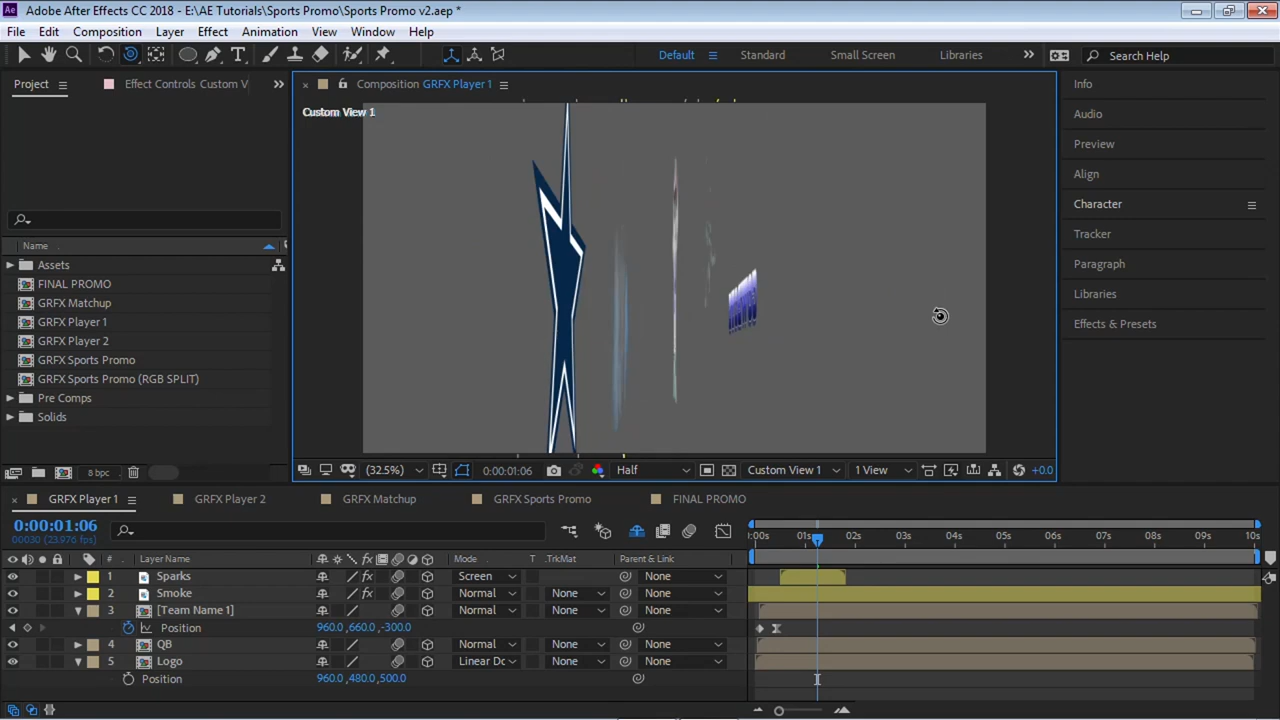 Adobe After Effects CC 2018 - E:\AE Tutorials\Sports Promo\Sports Promo v2.aep *
File Edit Composition Layer Effect Animation View Window Help
Default Standard Small Screen Libraries Search Help
Project Effect Controls Custom V Composition GRFX Player 1 Info
Custom View 1
Audio
Preview
Align
Character
Tracker
Paragraph
Libraries
Effects & Presets
Name
Assets
FINAL PROMO
GRFX Matchup
GRFX Player 1
GRFX Player 2
GRFX Sports Promo
GRFX Sports Promo (RGB SPLIT)
Pre Comps
Solids
8 bpc (32.5%) 0:00:01:06 Half Custom View 1 1 View +0.0
GRFX Player 1 GRFX Player 2 GRFX Matchup GRFX Sports Promo FINAL PROMO
0:00:01:06
00030 (23.976 fps) :00s 01s 02s 03s 04s 05s 06s 07s 08s 09s 10s
# Layer Name Mode T .TrkMat Parent & Link
1 Sparks Screen None
2 Smoke Normal None None
3 [Team Name 1] Normal None None
Position 960.0,660.0,-300.0
4 QB Normal None None
5 Logo Linear Dc None None
Position 960.0,480.0,500.0